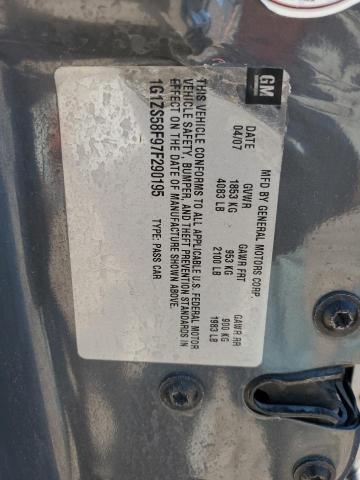 GM
MFD BY GENERAL MOTORS CORP.
DATE GVWR GAWR FRT GAWR RR
04/07 1853 KG 953 KG 900 KG
4083 LB 2100 LB 1983 LB
THIS VEHICLE CONFORMS TO ALL APPLICABLE U.S. FEDERAL MOTOR
VEHICLE SAFETY, BUMPER, AND THEFT PREVENTION STANDARDS IN
EFFECT ON THE DATE OF MANUFACTURE SHOWN ABOVE.
1G1ZS58F97F290195 TYPE: PASS CAR